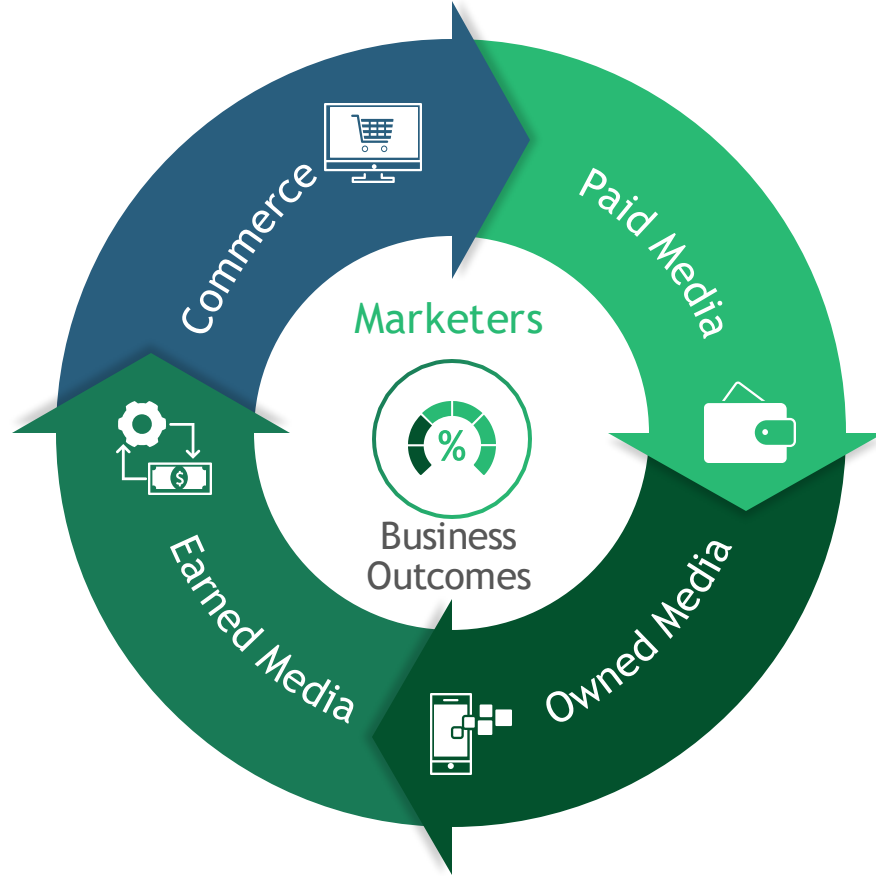 Commerce
Paid Media
Marketers
%
$
Business
Outcomes
Earned Media
Owned Media